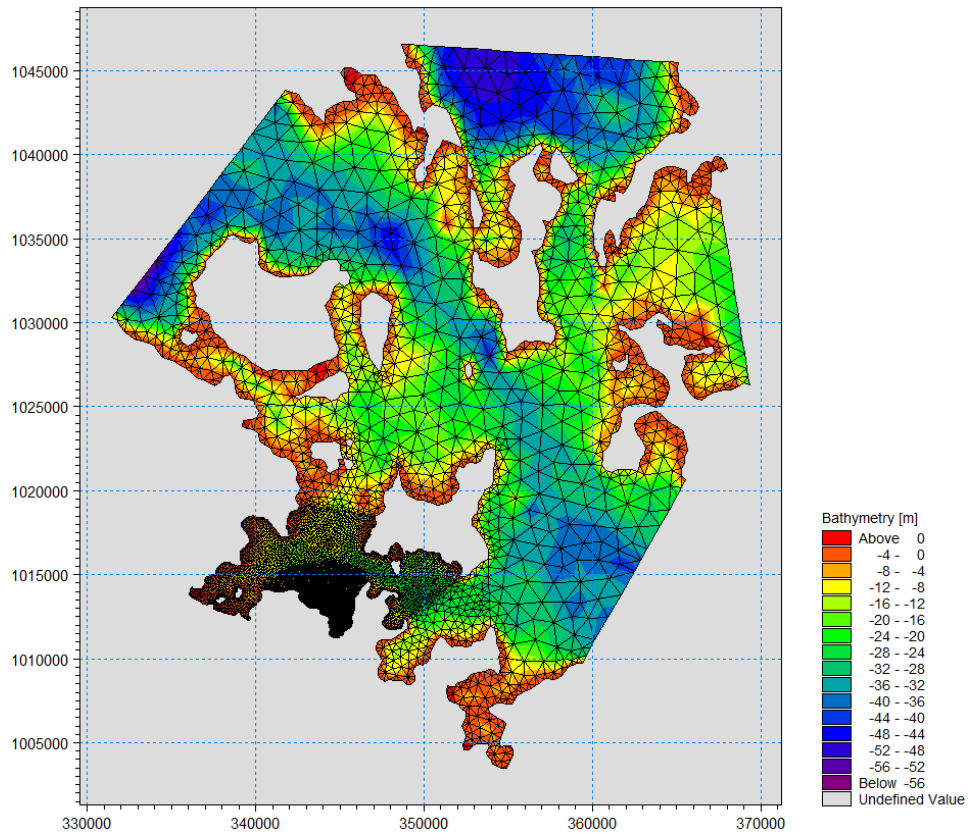 1045000
1040000
1035000
1030000
1025000
1020000
1015000
1010000
1005000
330000 340000 350000 360000 370000
Bathymetry [m]
Above 0
-4 - 0
-8 - -4
-12 - -8
-16 - -12
-20 - -16
-24 - -20
-28 - -24
-32 - -28
-36 - -32
-40 - -36
-44 - -40
-48 - -44
-52 - -48
-56 - -52
Below -56
Undefined Value